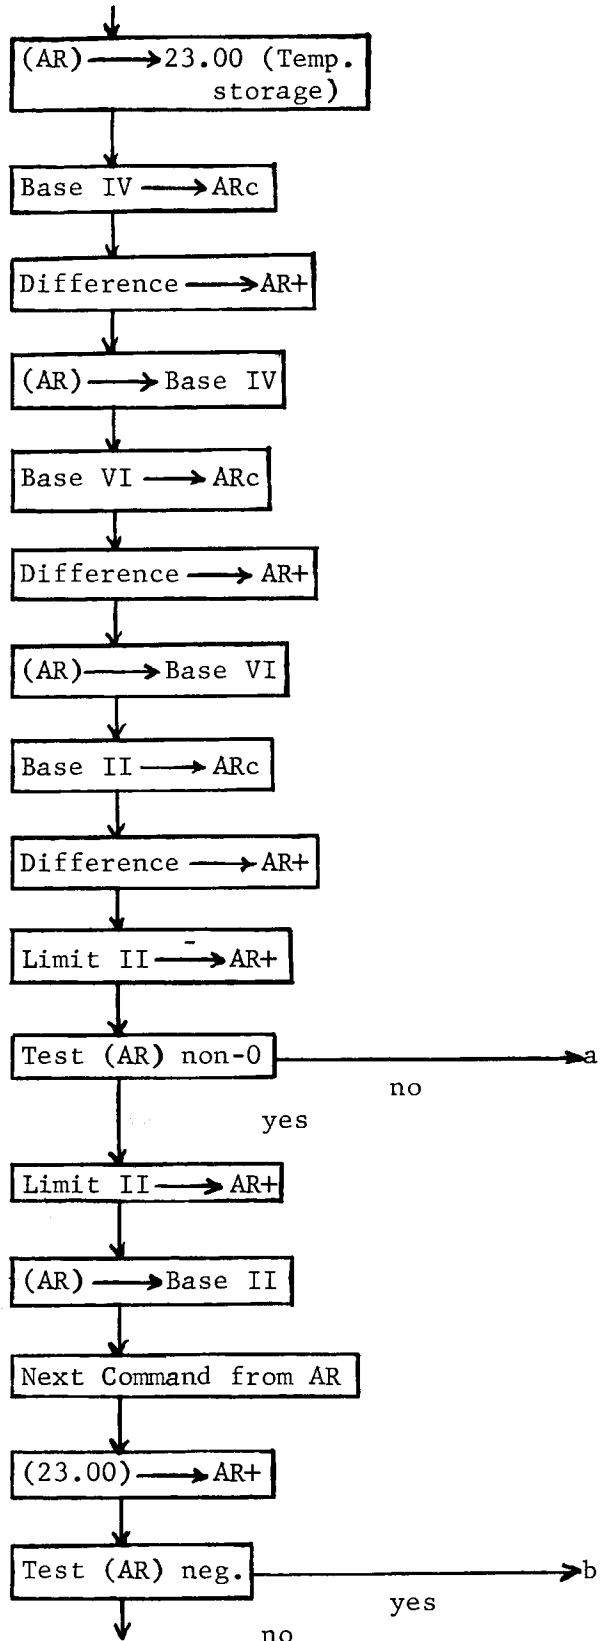 (AR) → 23.00 (Temp.
storage)
Base IV → ARc
Difference → AR+
(AR) → Base IV
Base VI → ARc
Difference → AR+
(AR) → Base VI
Base II → ARc
Difference → AR+
Limit II -→ AR+
Test (AR) non-0
a
no
yes
Limit II → AR+
(AR) → Base II
Next Command from AR
(23.00) → AR+
Test (AR) neg.
b
yes
no